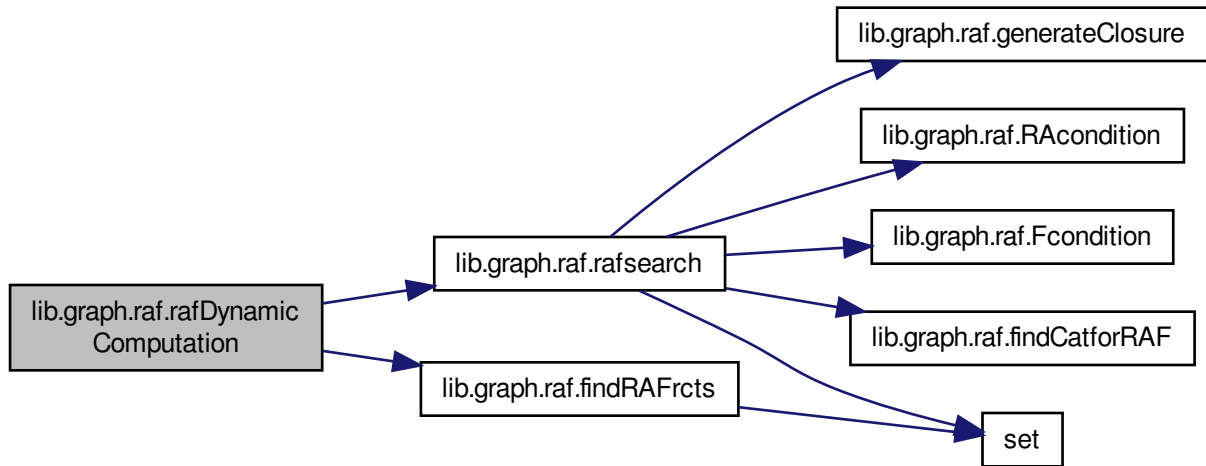 lib.graph.raf.generateClosure
lib.graph.raf.RAcondition
lib.graph.raf.Fcondition
lib.graph.raf.rafsearch
lib.graph.raf.rafDynamic
Computation
lib.graph.raf.findCatforRAF
lib.graph.raf.findRAFrcts
set